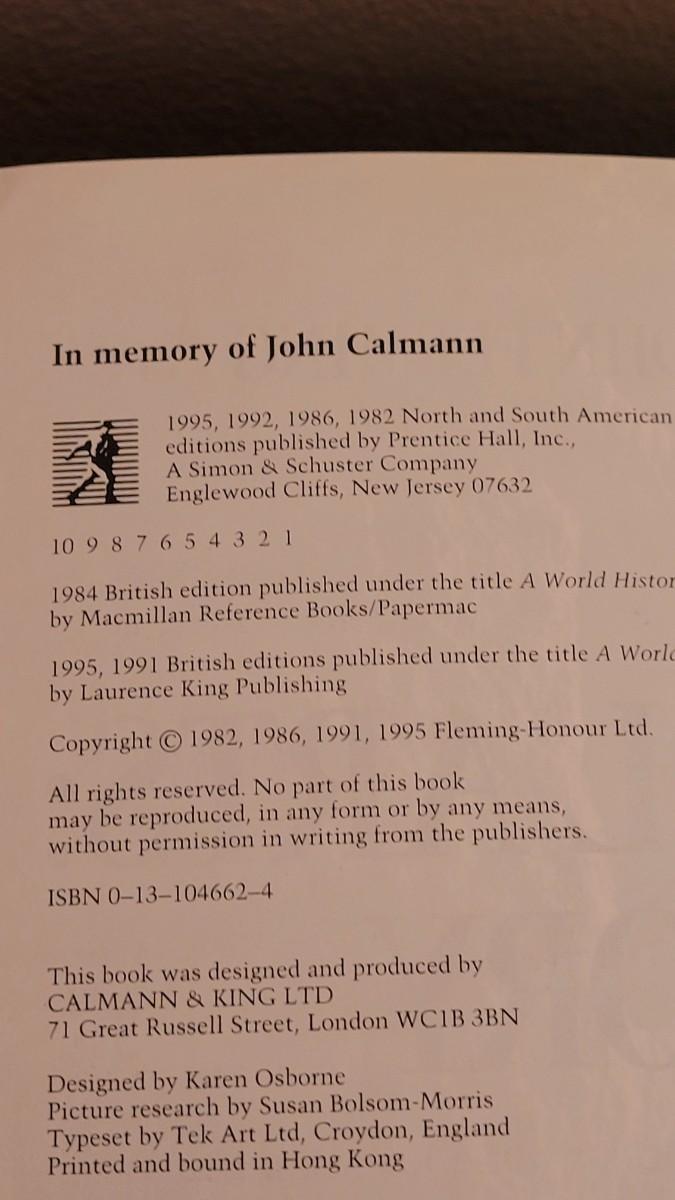 In memory of John Calmann
1995, 1992, 1986, 1982 North and South American
editions published by Prentice Hall, Inc.,
A Simon & Schuster Company
Englewood Cliffs, New Jersey 07632
10 9 8 7 6 5 4 3 2 1
1984 British edition published under the title A World Histor
by Macmillan Reference Books/Papermac
1995, 1991 British editions published under the title A World
by Laurence King Publishing
Copyright © 1982, 1986, 1991, 1995 Fleming-Honour Ltd.
All rights reserved. No part of this book
may be reproduced, in any form or by any means,
without permission in writing from the publishers.
ISBN 0–13–104662–4
This book was designed and produced by
CALMANN & KING LTD
71 Great Russell Street, London WC1B 3BN
Designed by Karen Osborne
Picture research by Susan Bolsom-Morris
Typeset by Tek Art Ltd, Croydon, England
Printed and bound in Hong Kong